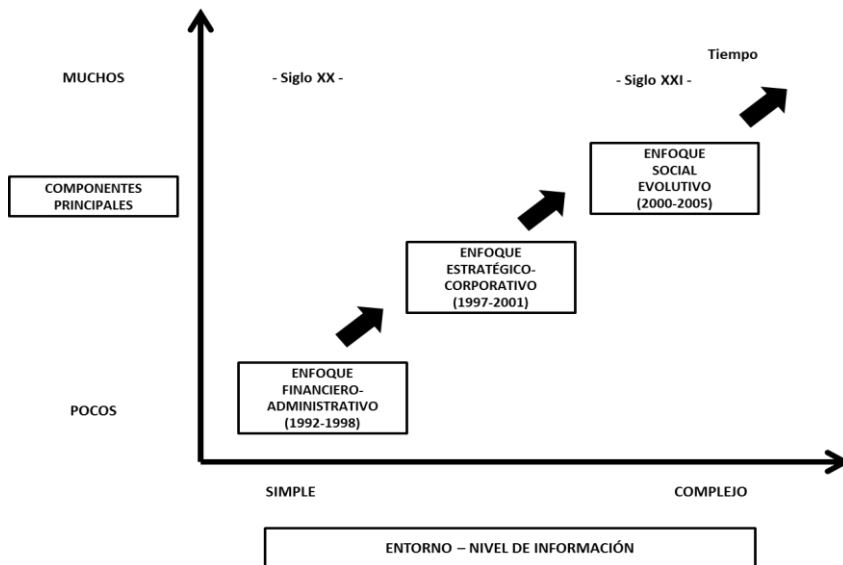 Tiempo
MUCHOS
- Siglo XX -
- Siglo XXI -
ENFOQUE
SOCIAL
EVOLUTIVO
(2000-2005)
COMPONENTES
PRINCIPALES
ENFOQUE
ESTRATÉGICO-
CORPORATIVO
(1997-2001)
ENFOQUE
FINANCIERO-
ADMINISTRATIVO
(1992-1998)
POCOS
SIMPLE
COMPLEJO
ENTORNO – NIVEL DE INFORMACIÓN